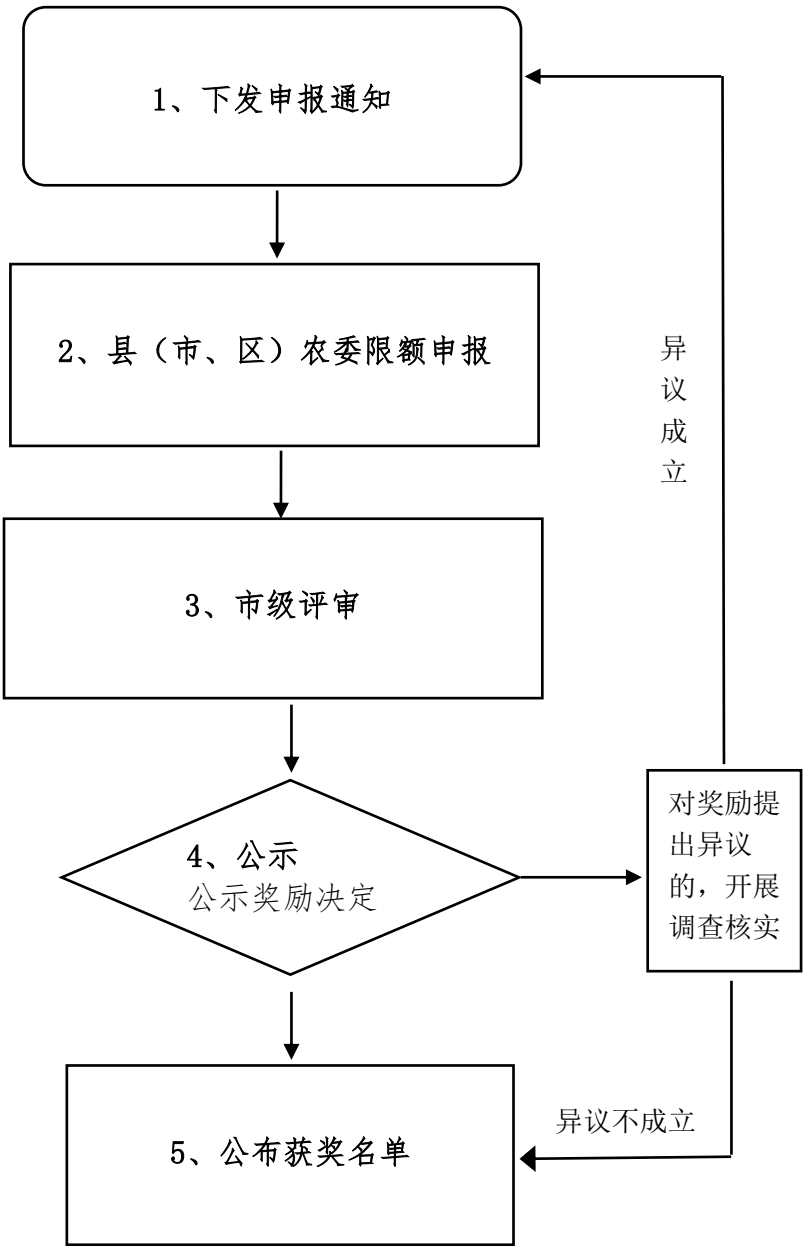 1、下发申报通知
2、县（市、区）农委限额申报
异
议
成
立
3、市级评审
4、公示
公示奖励决定
对奖励提
出异议
的，开展
调查核实
异议不成立
5、公布获奖名单